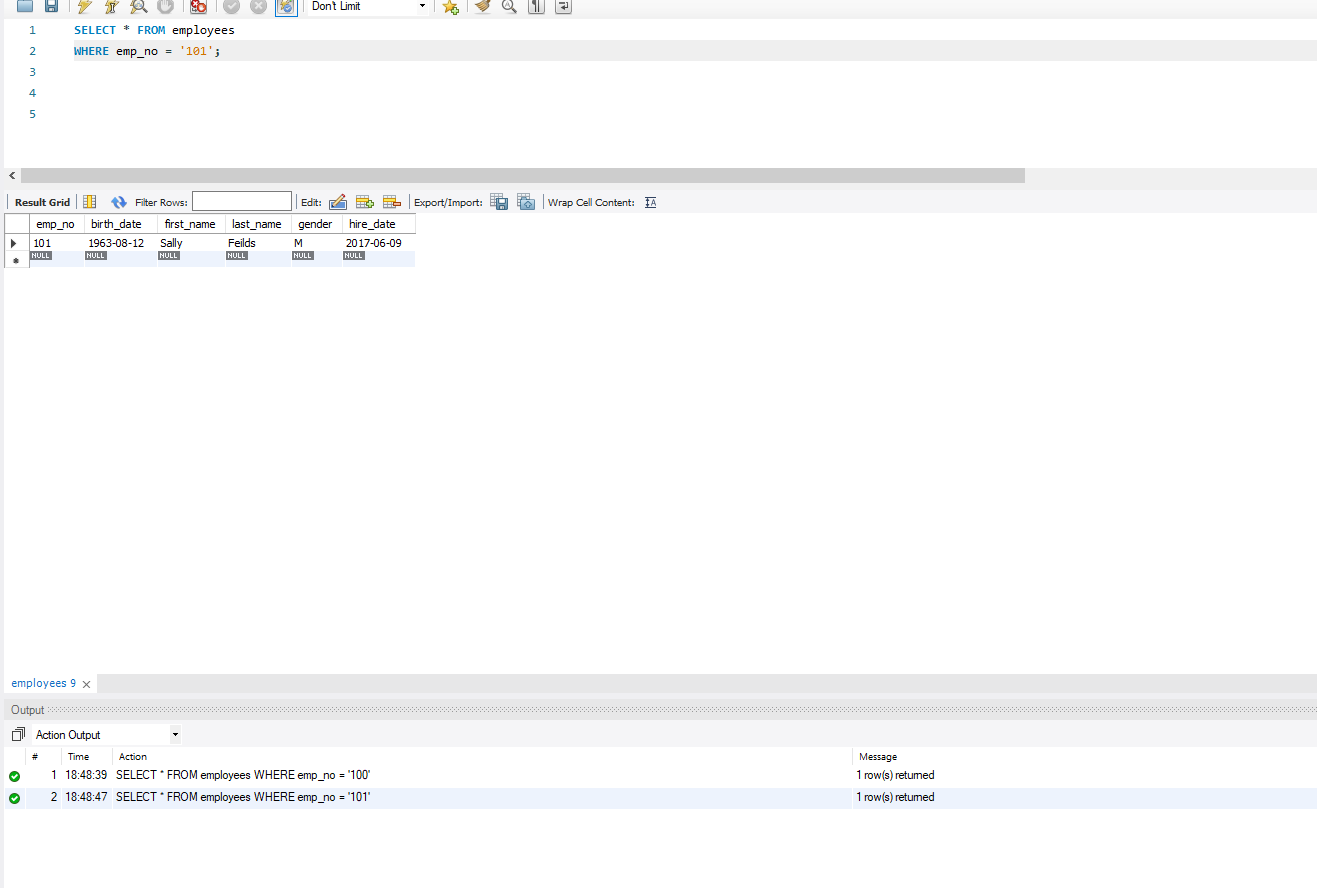 Don't Limit
1 SELECT * FROM employees
2 WHERE emp_no = '101';
3
4
5
Result Grid Filter Rows: Edit: Export/Import: Wrap Cell Content:
emp_no birth_date first_name last_name gender hire_date
101 1963-08-12 Sally Feilds M 2017-06-09
NULL NULL NULL NULL NULL NULL
employees 9
Output
Action Output
# Time Action Message
1 18:48:39 SELECT * FROM employees WHERE emp_no = '100' 1 row(s) returned
2 18:48:47 SELECT * FROM employees WHERE emp_no = '101' 1 row(s) returned